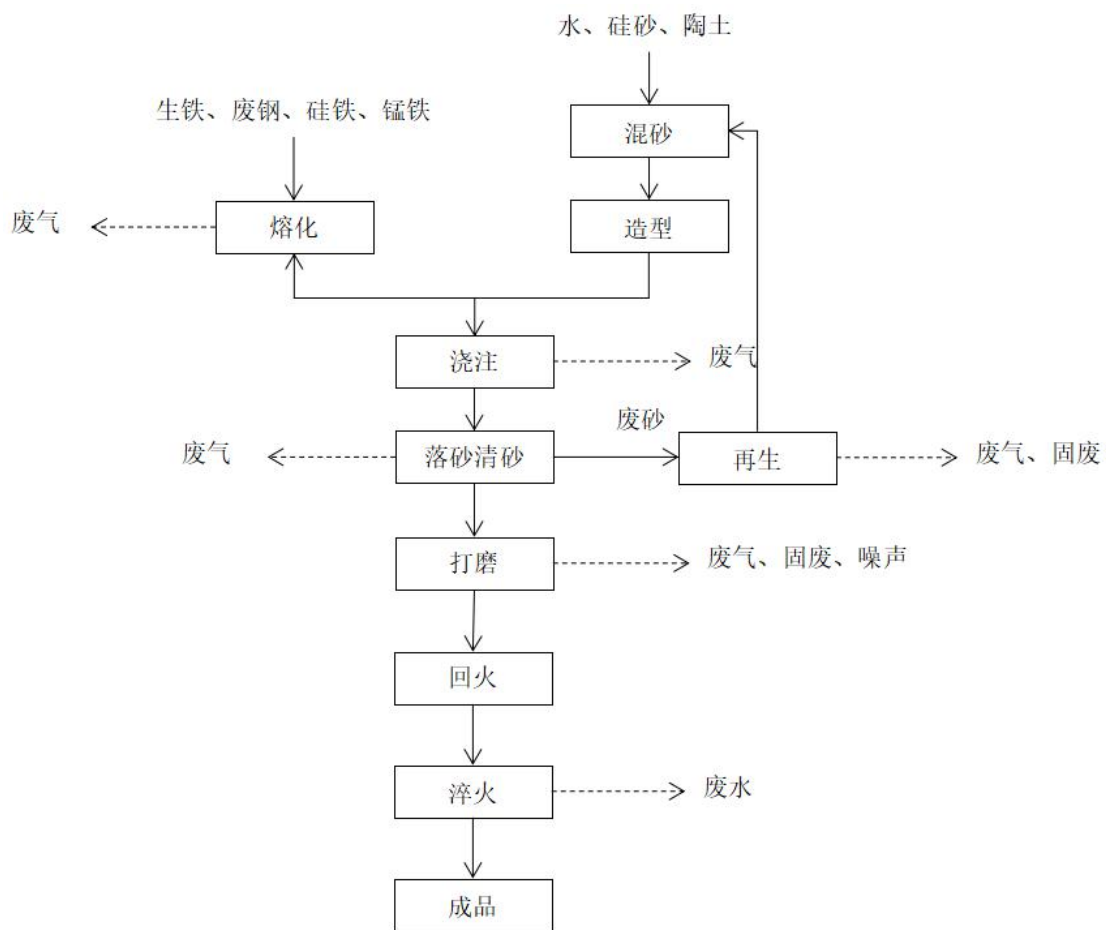 水、硅砂、陶土
生铁、废钢、硅铁、锰铁
混砂
废气
熔化
造型
浇注
废气
废砂
废气
落砂清砂
再生
废气、固废
打磨
废气、固废、噪声
回火
淬火
废水
成品